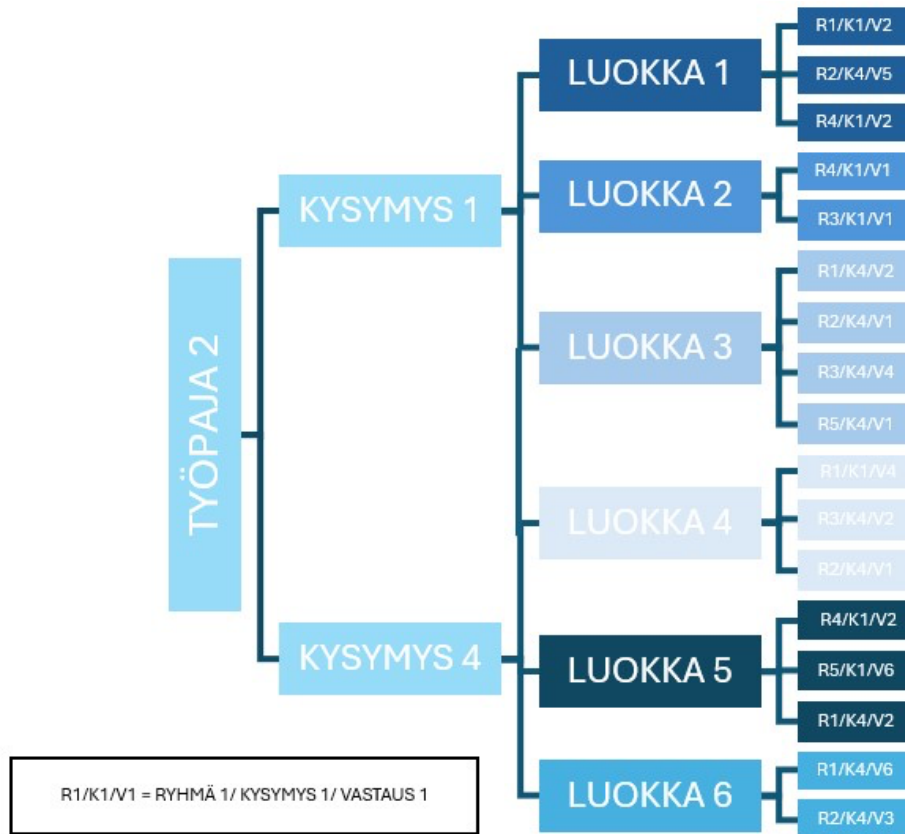 TYÖPAJA 2
KYSYMYS 1
KYSYMYS 4
LUOKKA 1
R1/K1/V2
R2/K4/V5
R4/K1/V2
LUOKKA 2
R4/K1/V1
R3/K1/V1
LUOKKA 3
R1/K4/V2
R2/K4/V1
R3/K4/V4
R5/K4/V1
LUOKKA 4
R1/K1/V4
R3/K4/V2
R2/K4/V1
LUOKKA 5
R4/K1/V2
R5/K1/V6
R1/K4/V2
LUOKKA 6
R1/K4/V6
R2/K4/V3
R1/K1/V1 = RYHMÄ 1/ KYSYMYS 1/ VASTAUS 1